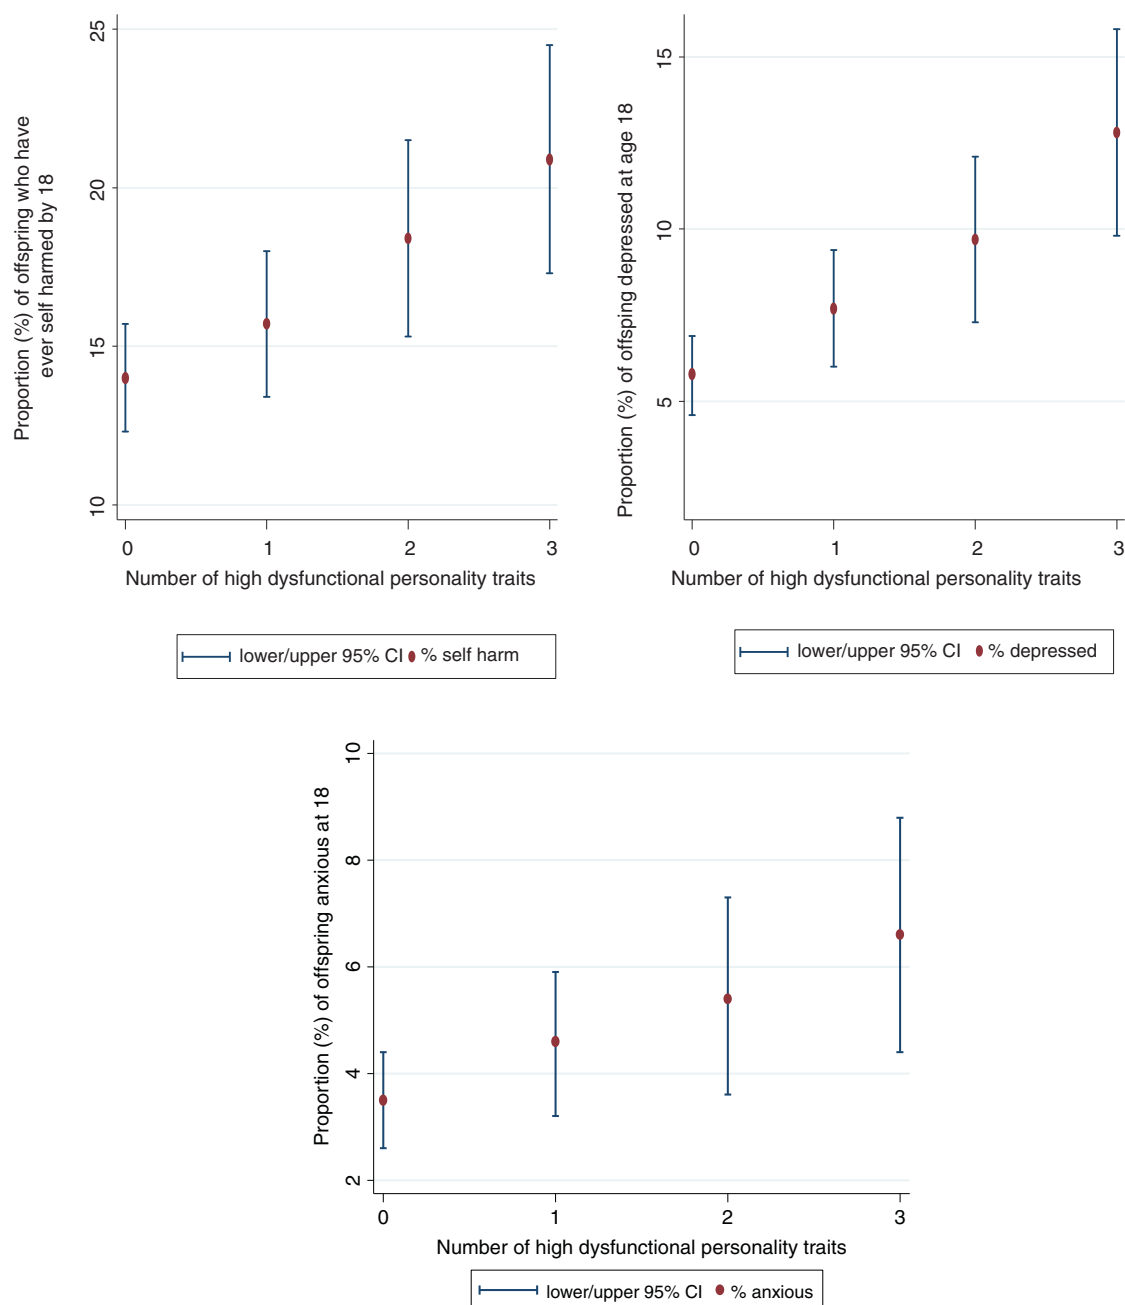 Proportion (%) of offspring who have
ever self harmed by 18
25
20
15
10
0 1 2 3
Number of high dysfunctional personality traits
lower/upper 95% CI % self harm
Proportion (%) of offsping depressed at age 18
15
10
5
0 1 2 3
Number of high dysfunctional personality traits
lower/upper 95% CI % depressed
Proportion (%) of offspring anxious at 18
10
8
6
4
2
0 1 2 3
Number of high dysfunctional personality traits
lower/upper 95% CI % anxious